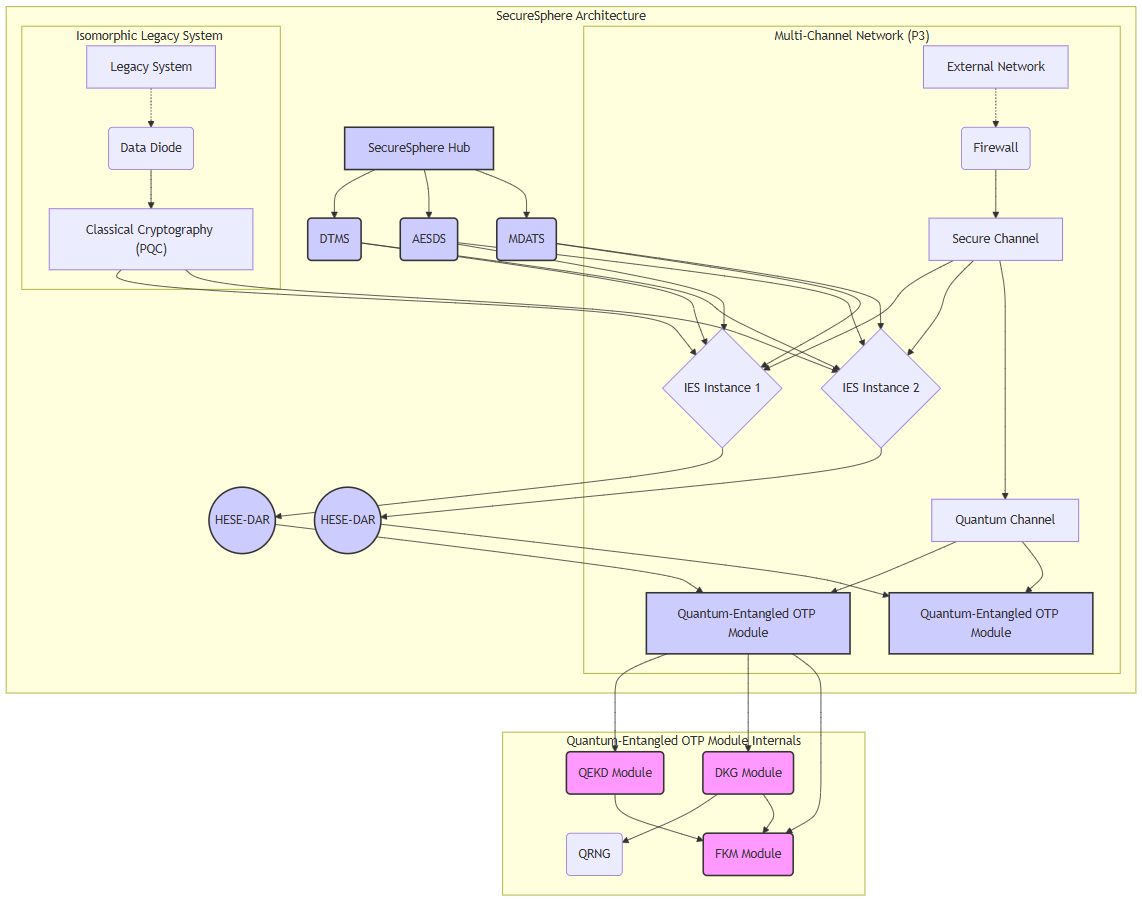 SecureSphere Architecture
Isomorphic Legacy System
Multi-Channel Network (P3)
Legacy System
External Network
Data Diode
SecureSphere Hub
Firewall
Classical Cryptography
(PQC)
DTMS
AESDS
MDATS
Secure Channel
IES Instance 1
IES Instance 2
HESE-DAR
HESE-DAR
Quantum Channel
Quantum-Entangled OTP
Module
Quantum-Entangled OTP
Module
Quantum-Entangled OTP Module Internals
QEKD Module
DKG Module
QRNG
FKM Module